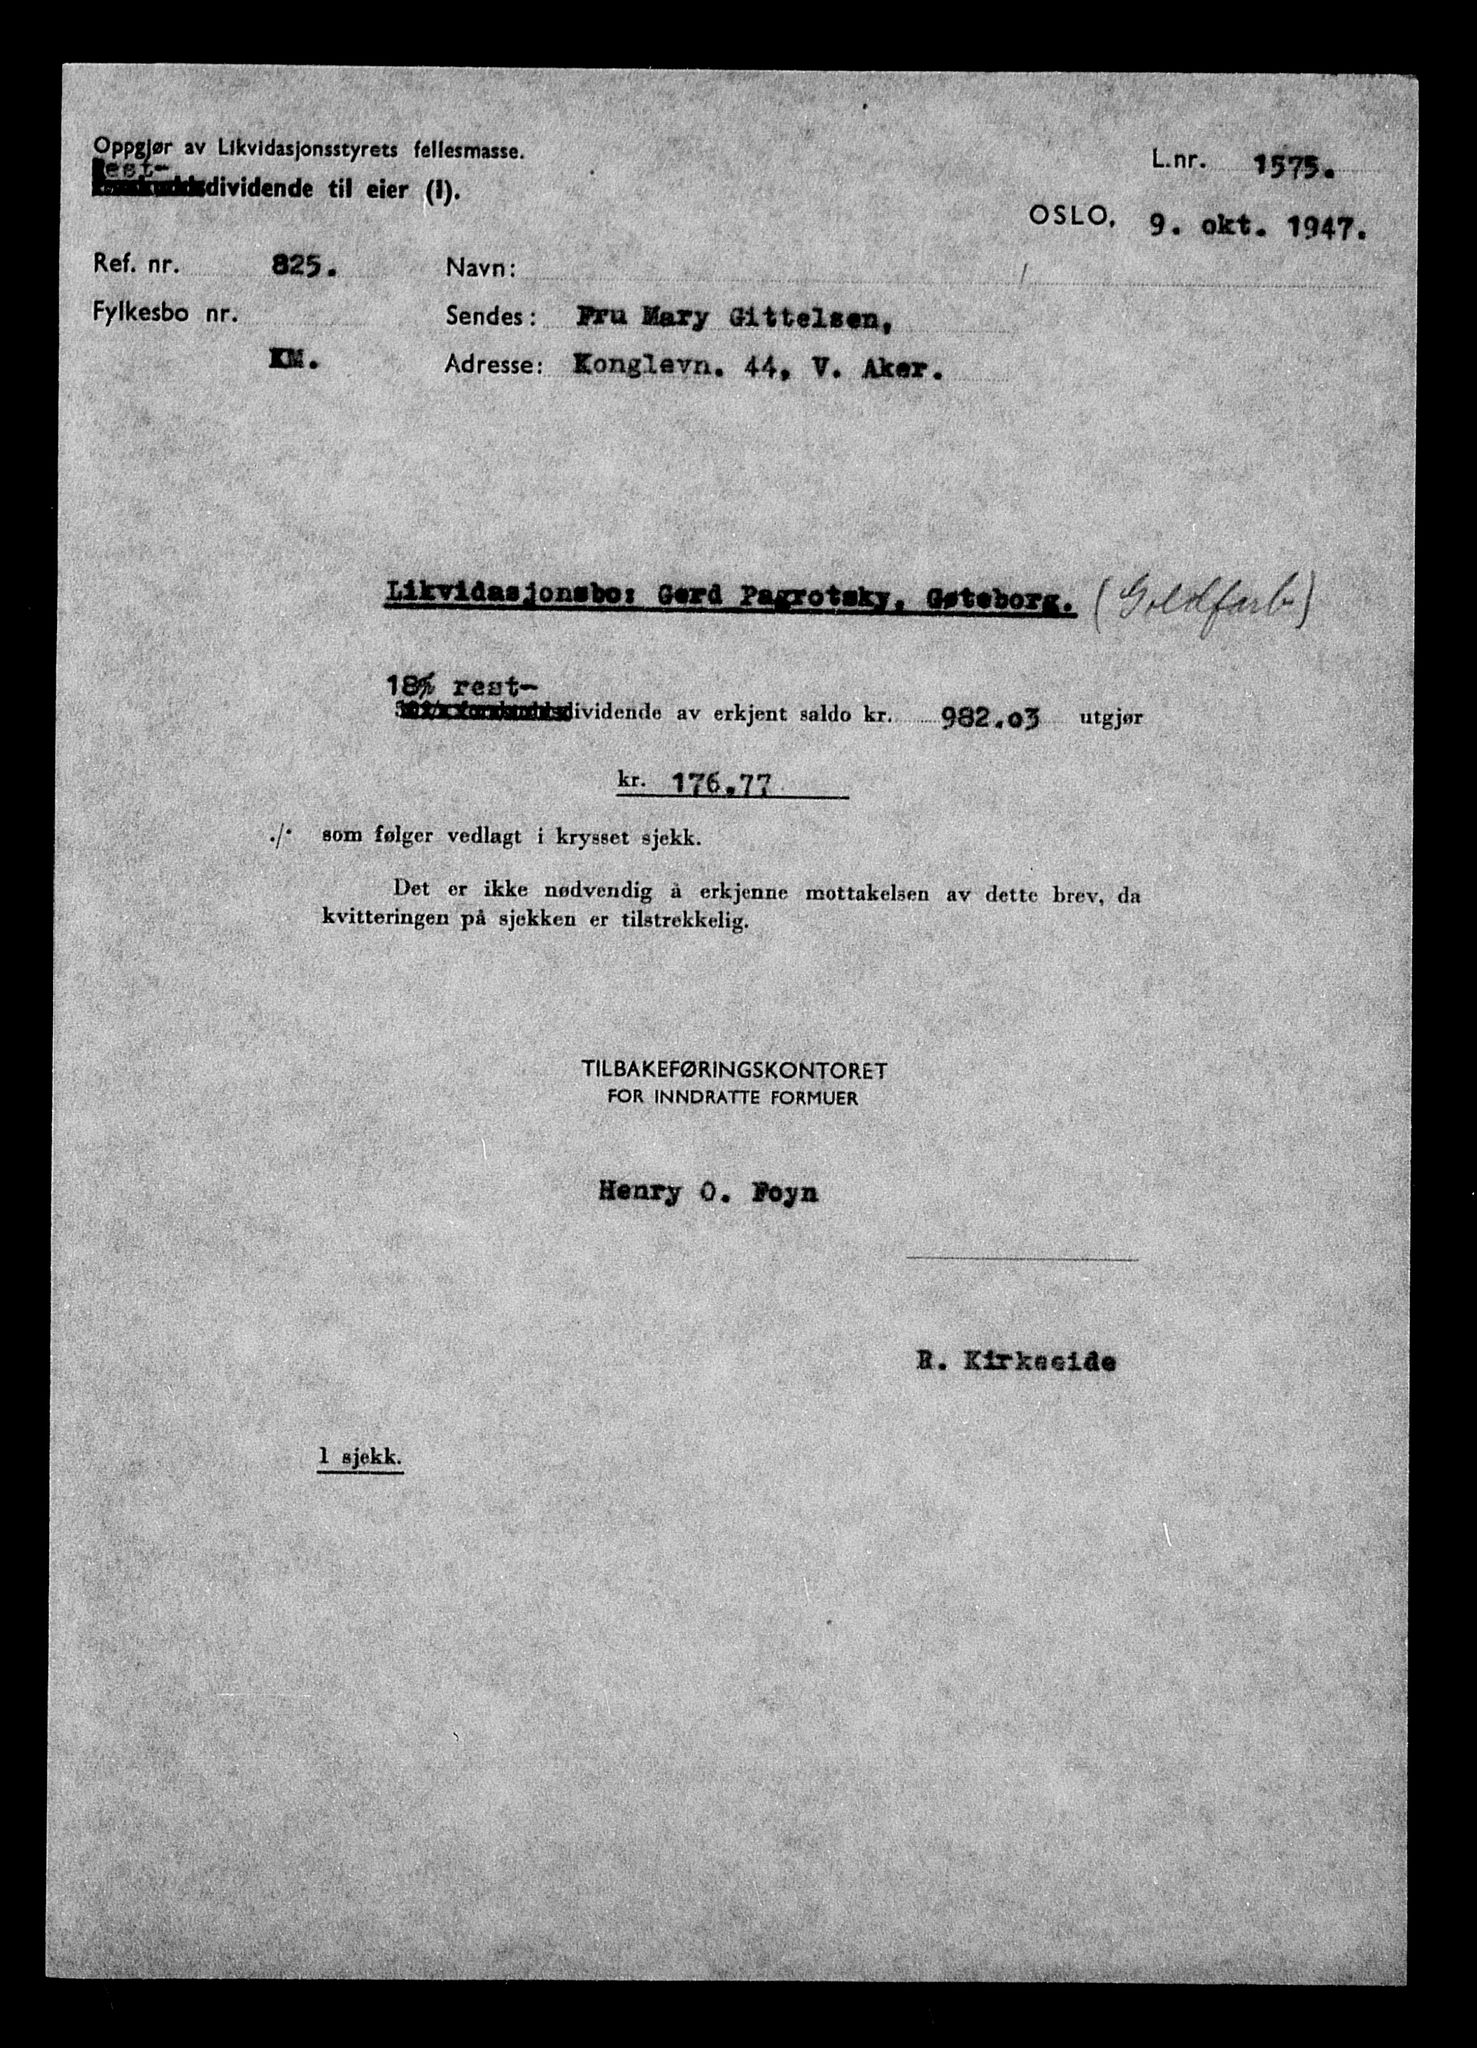 Oppgjør av Likvidasjonsstyrets fellesmasse.
Rest-
dividende til eier (I).
L.nr. 1575.
OSLO, 9. okt. 1947.
Ref. nr. 825.
Navn:
Fylkesbo nr.
Sendes: Fru Mary Gittelsen,
KM.
Adresse: Konglevn. 44, V. Aker.
Likvidasjonsbo: Gerd Pagrotsky, Gøteborg. (Goldfarb)
18% rest-
dividende av erkjent saldo kr. 982.03 utgjør
kr. 176.77
./. som følger vedlagt i krysset sjekk.
Det er ikke nødvendig å erkjenne mottakelsen av dette brev, da
kvitteringen på sjekken er tilstrekkelig.
TILBAKEFØRINGSKONTORET
FOR INNDRATTE FORMUER
Henry O. Foyn
R. Kirkeeide
1 sjekk.